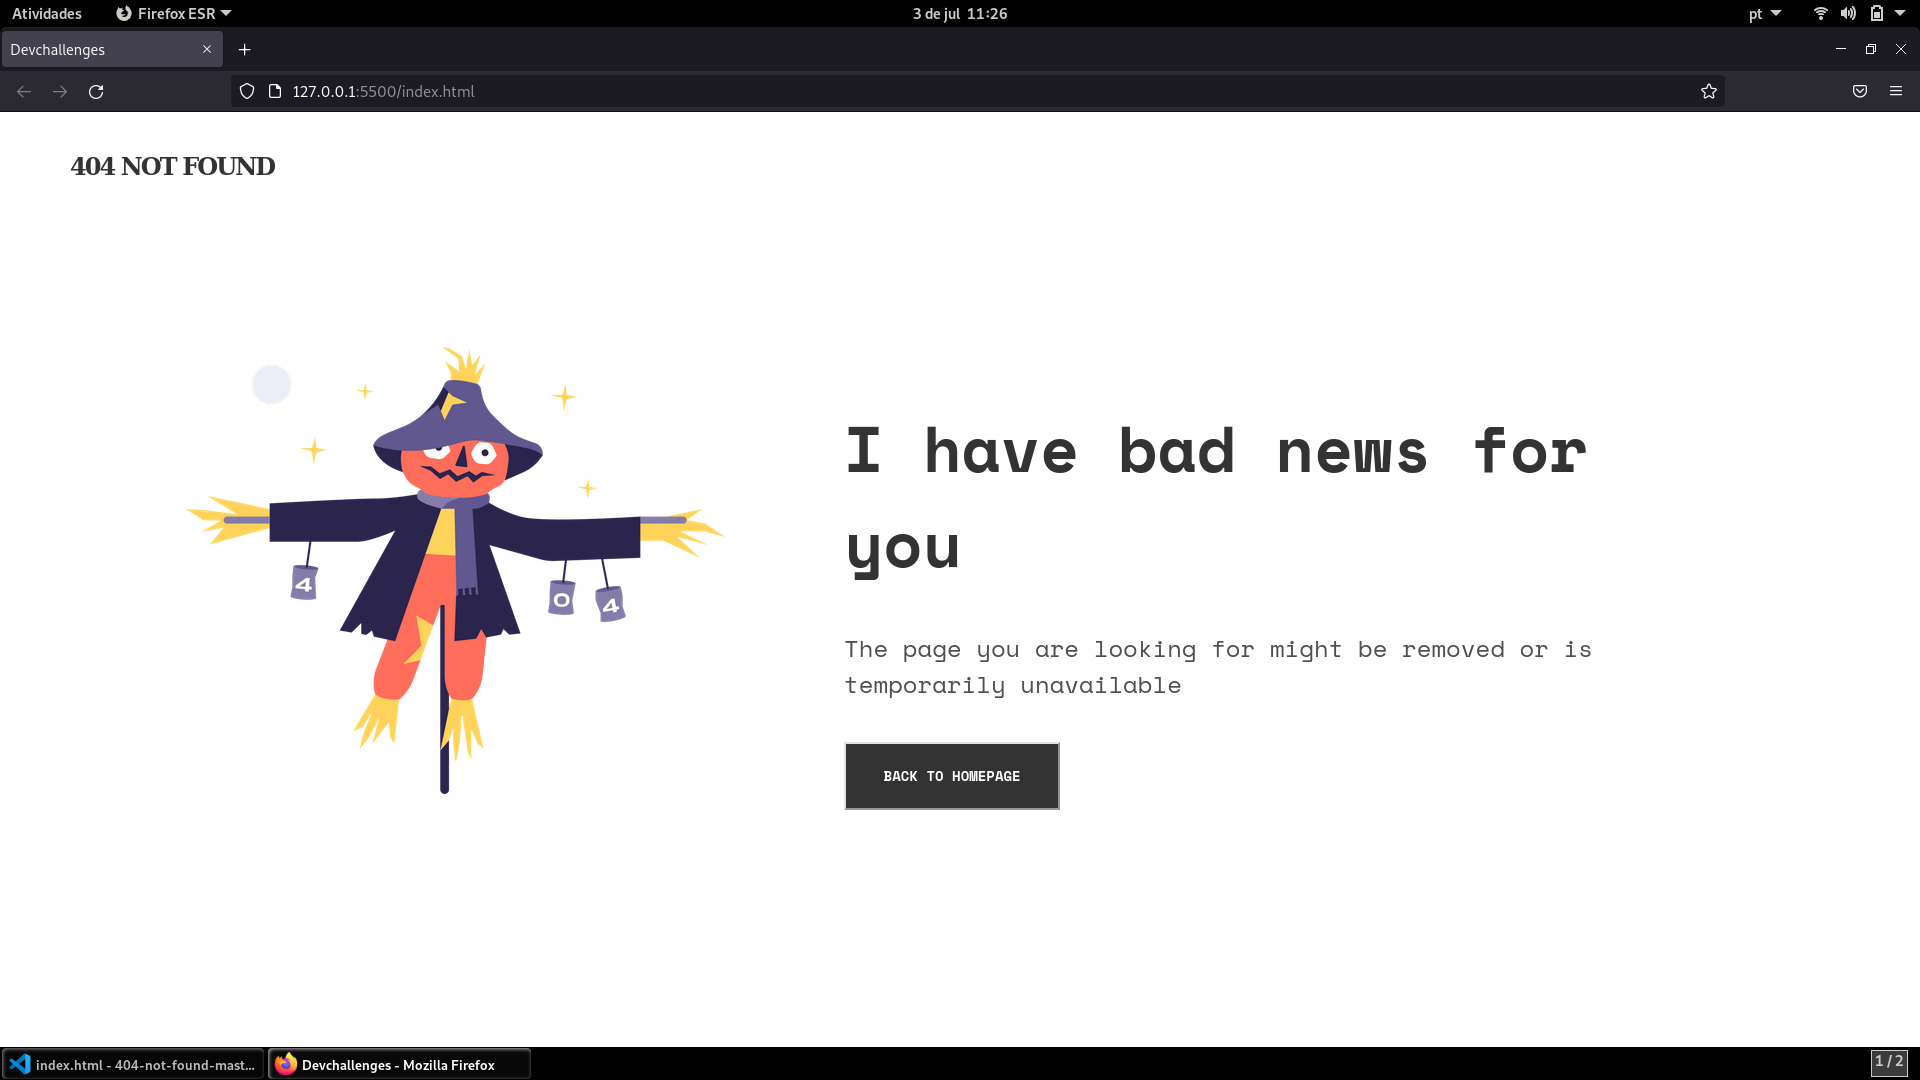 Atividades
Firefox ESR
3 de jul 11:26
pt
Devchallenges
127.0.0.1:5500/index.html
404 NOT FOUND
4
0
4
I have bad news for
you
The page you are looking for might be removed or is
temporarily unavailable
BACK TO HOMEPAGE
index.html - 404-not-found-mast...
Devchallenges - Mozilla Firefox
1 / 2